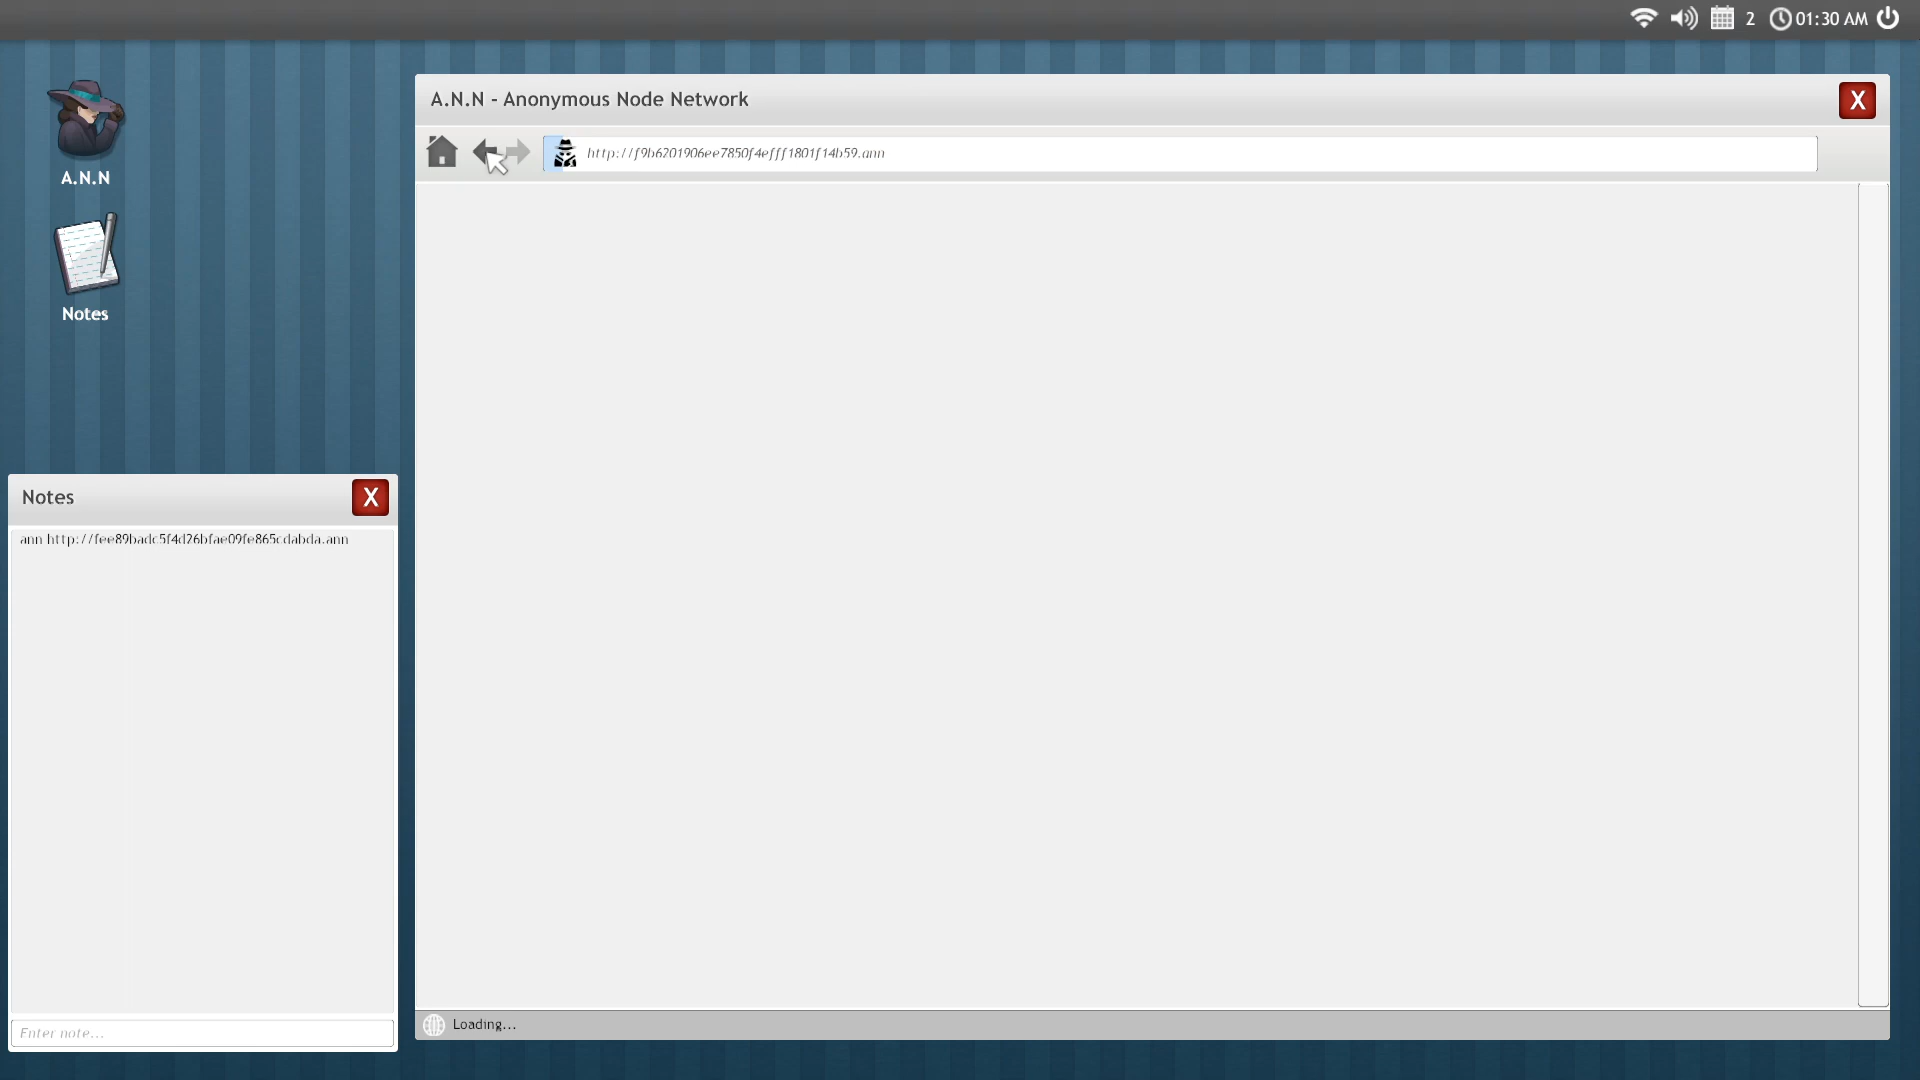 2 01:30 AM
A.N.N
Notes
A.N.N - Anonymous Node Network
X
http://f9b6201906ee7850f4efff1801f14b59.ann
Loading...
Notes
X
ann http://fee89badc5f4d26bfae09fe865cdabda.ann
Enter note...